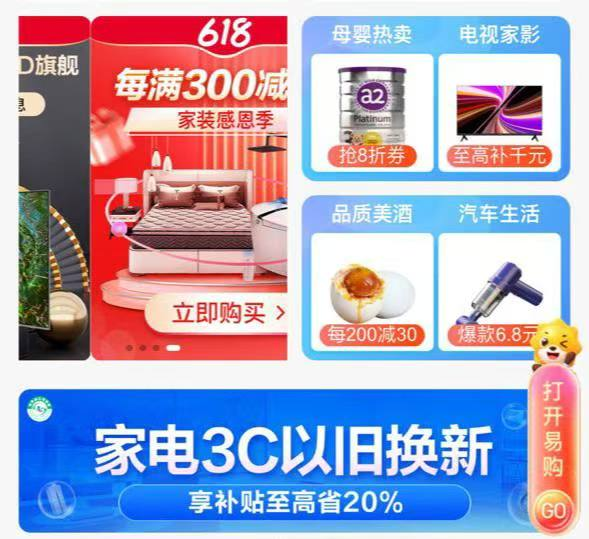 D旗舰
息
618
每满300减
家装感恩季
立即购买 >
母婴热卖
a2
Platinum
3
抢8折券
电视家影
至高补千元
品质美酒
每200减30
汽车生活
爆款6.8元
家电3C以旧换新
享补贴至高省20%
打开易购
GO